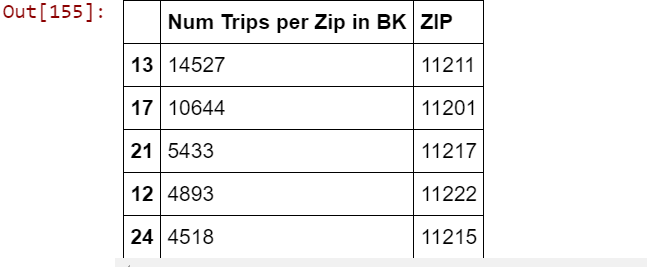 Out[155]:
Num Trips per Zip in BK ZIP
13 14527 11211
17 10644 11201
21 5433 11217
12 4893 11222
24 4518 11215